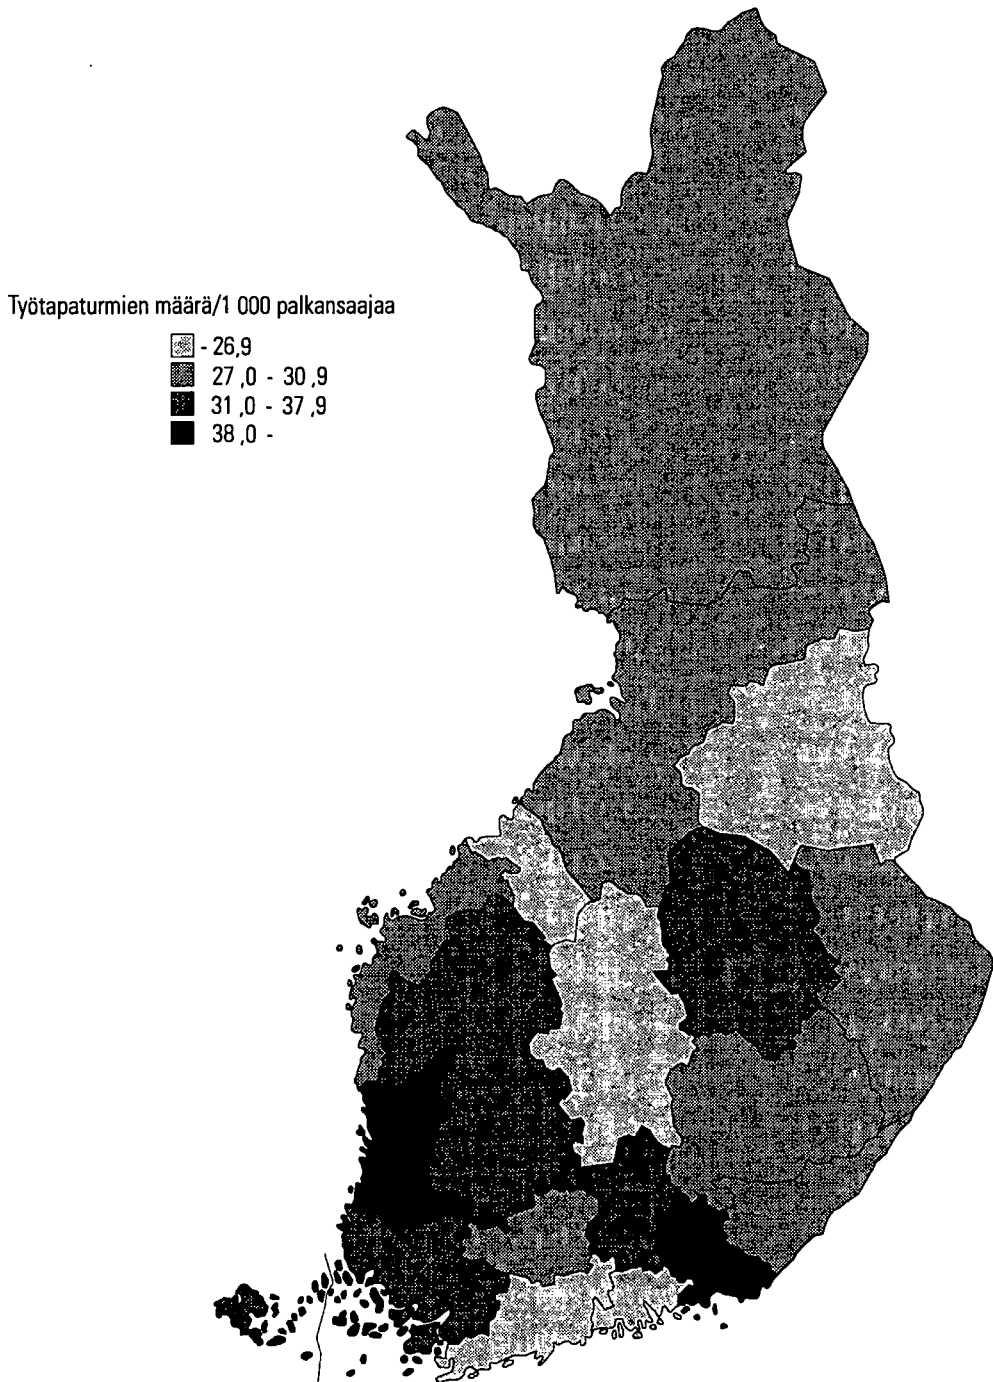 Työtapaturmien määrä/1 000 palkansaajaa
- 26,9
27 ,0 - 30 ,9
31 ,0 - 37 ,9
38 ,0 -